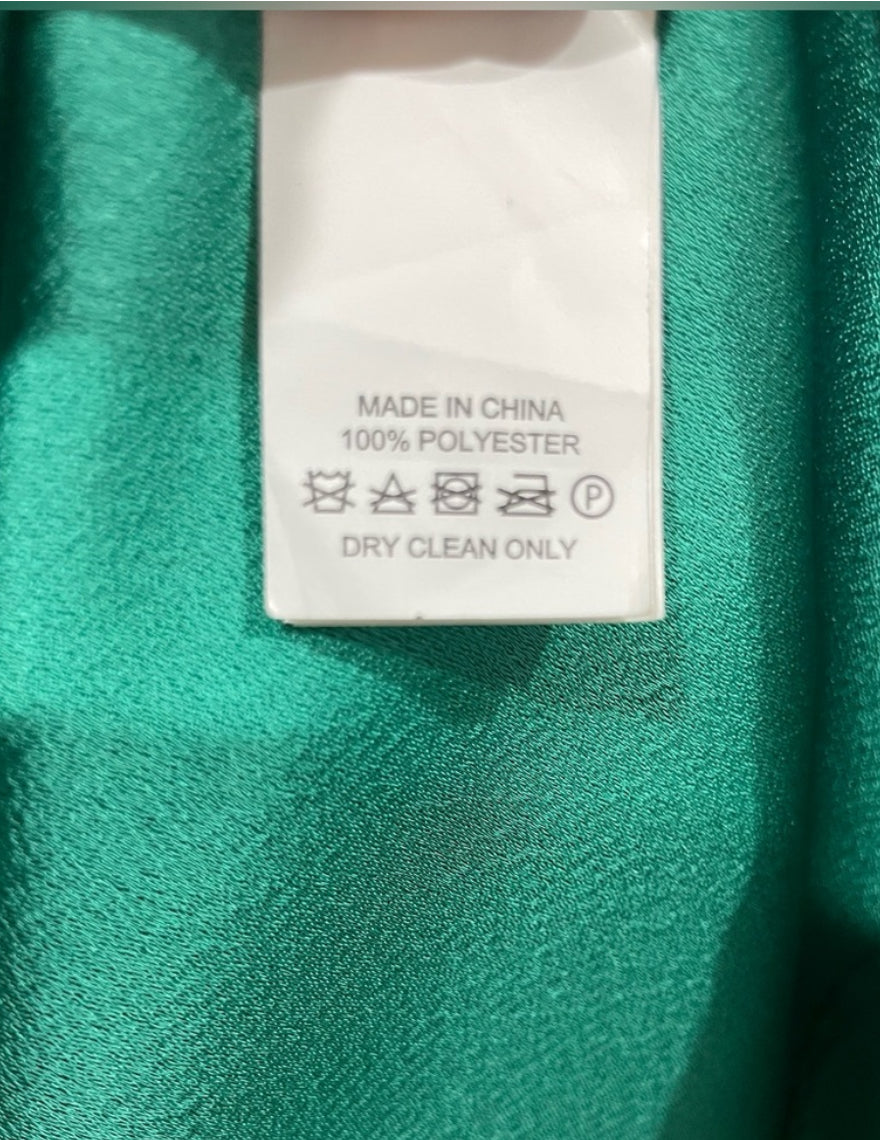 MADE IN CHINA
100% POLYESTER
P
DRY CLEAN ONLY